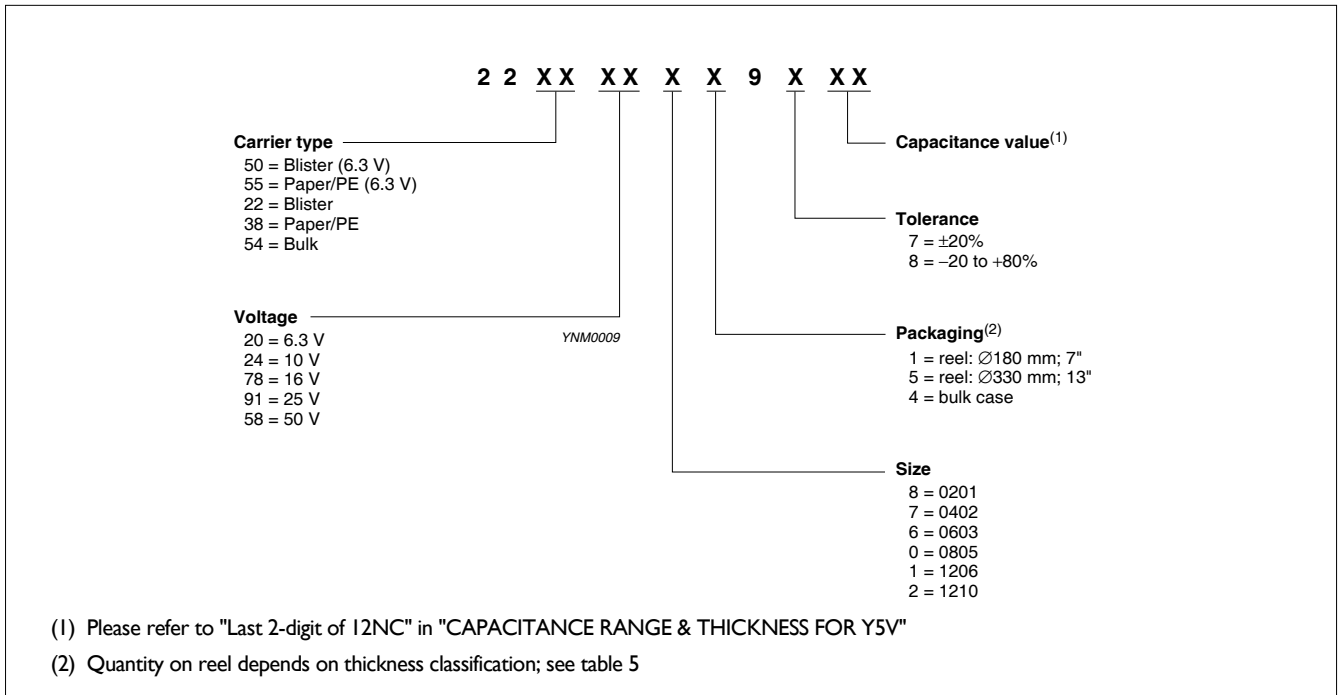 2 2 X X X X X X 9 X X X
Carrier type
50 = Blister (6.3 V)
55 = Paper/PE (6.3 V)
22 = Blister
38 = Paper/PE
54 = Bulk
Voltage
20 = 6.3 V
24 = 10 V
78 = 16 V
91 = 25 V
58 = 50 V
YNM0009
Capacitance value(1)
Tolerance
7 = ±20%
8 = −20 to +80%
Packaging(2)
1 = reel: ∅180 mm; 7"
5 = reel: ∅330 mm; 13"
4 = bulk case
Size
8 = 0201
7 = 0402
6 = 0603
0 = 0805
1 = 1206
2 = 1210
(1) Please refer to "Last 2-digit of 12NC" in "CAPACITANCE RANGE & THICKNESS FOR Y5V"
(2) Quantity on reel depends on thickness classification; see table 5